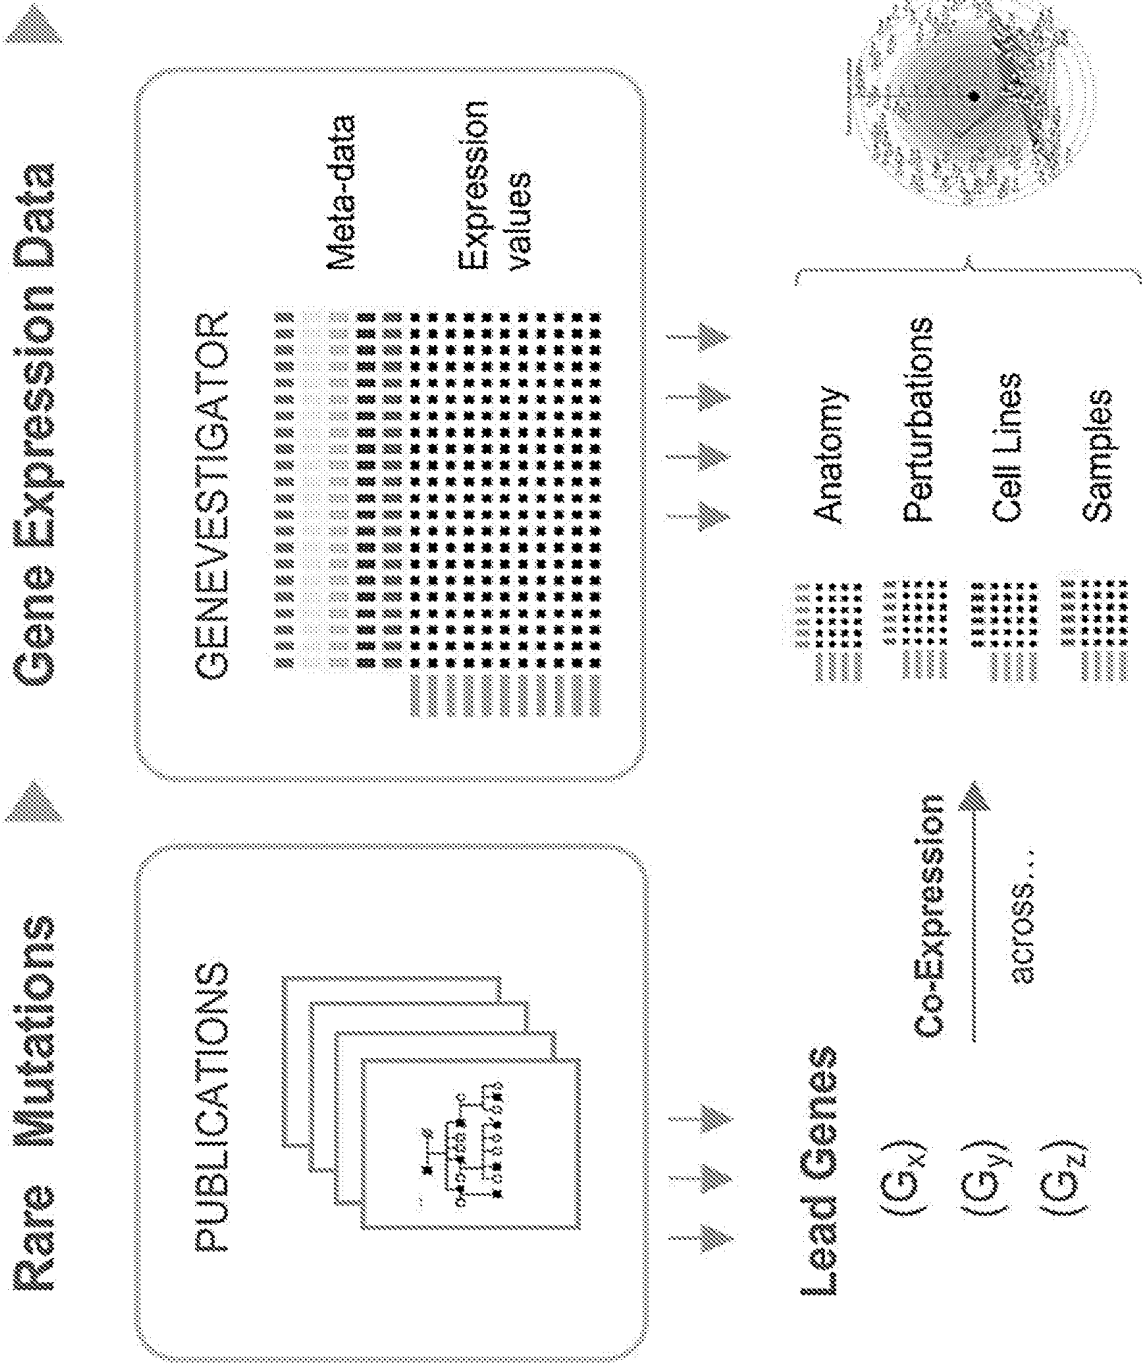 Rare Mutations
Gene Expression Data
PUBLICATIONS
GENEVESTIGATOR
Meta-data
Expression
values
Lead Genes
(Gx)
(Gy)
(Gz)
Co-Expression
across...
Anatomy
Perturbations
Cell Lines
Samples